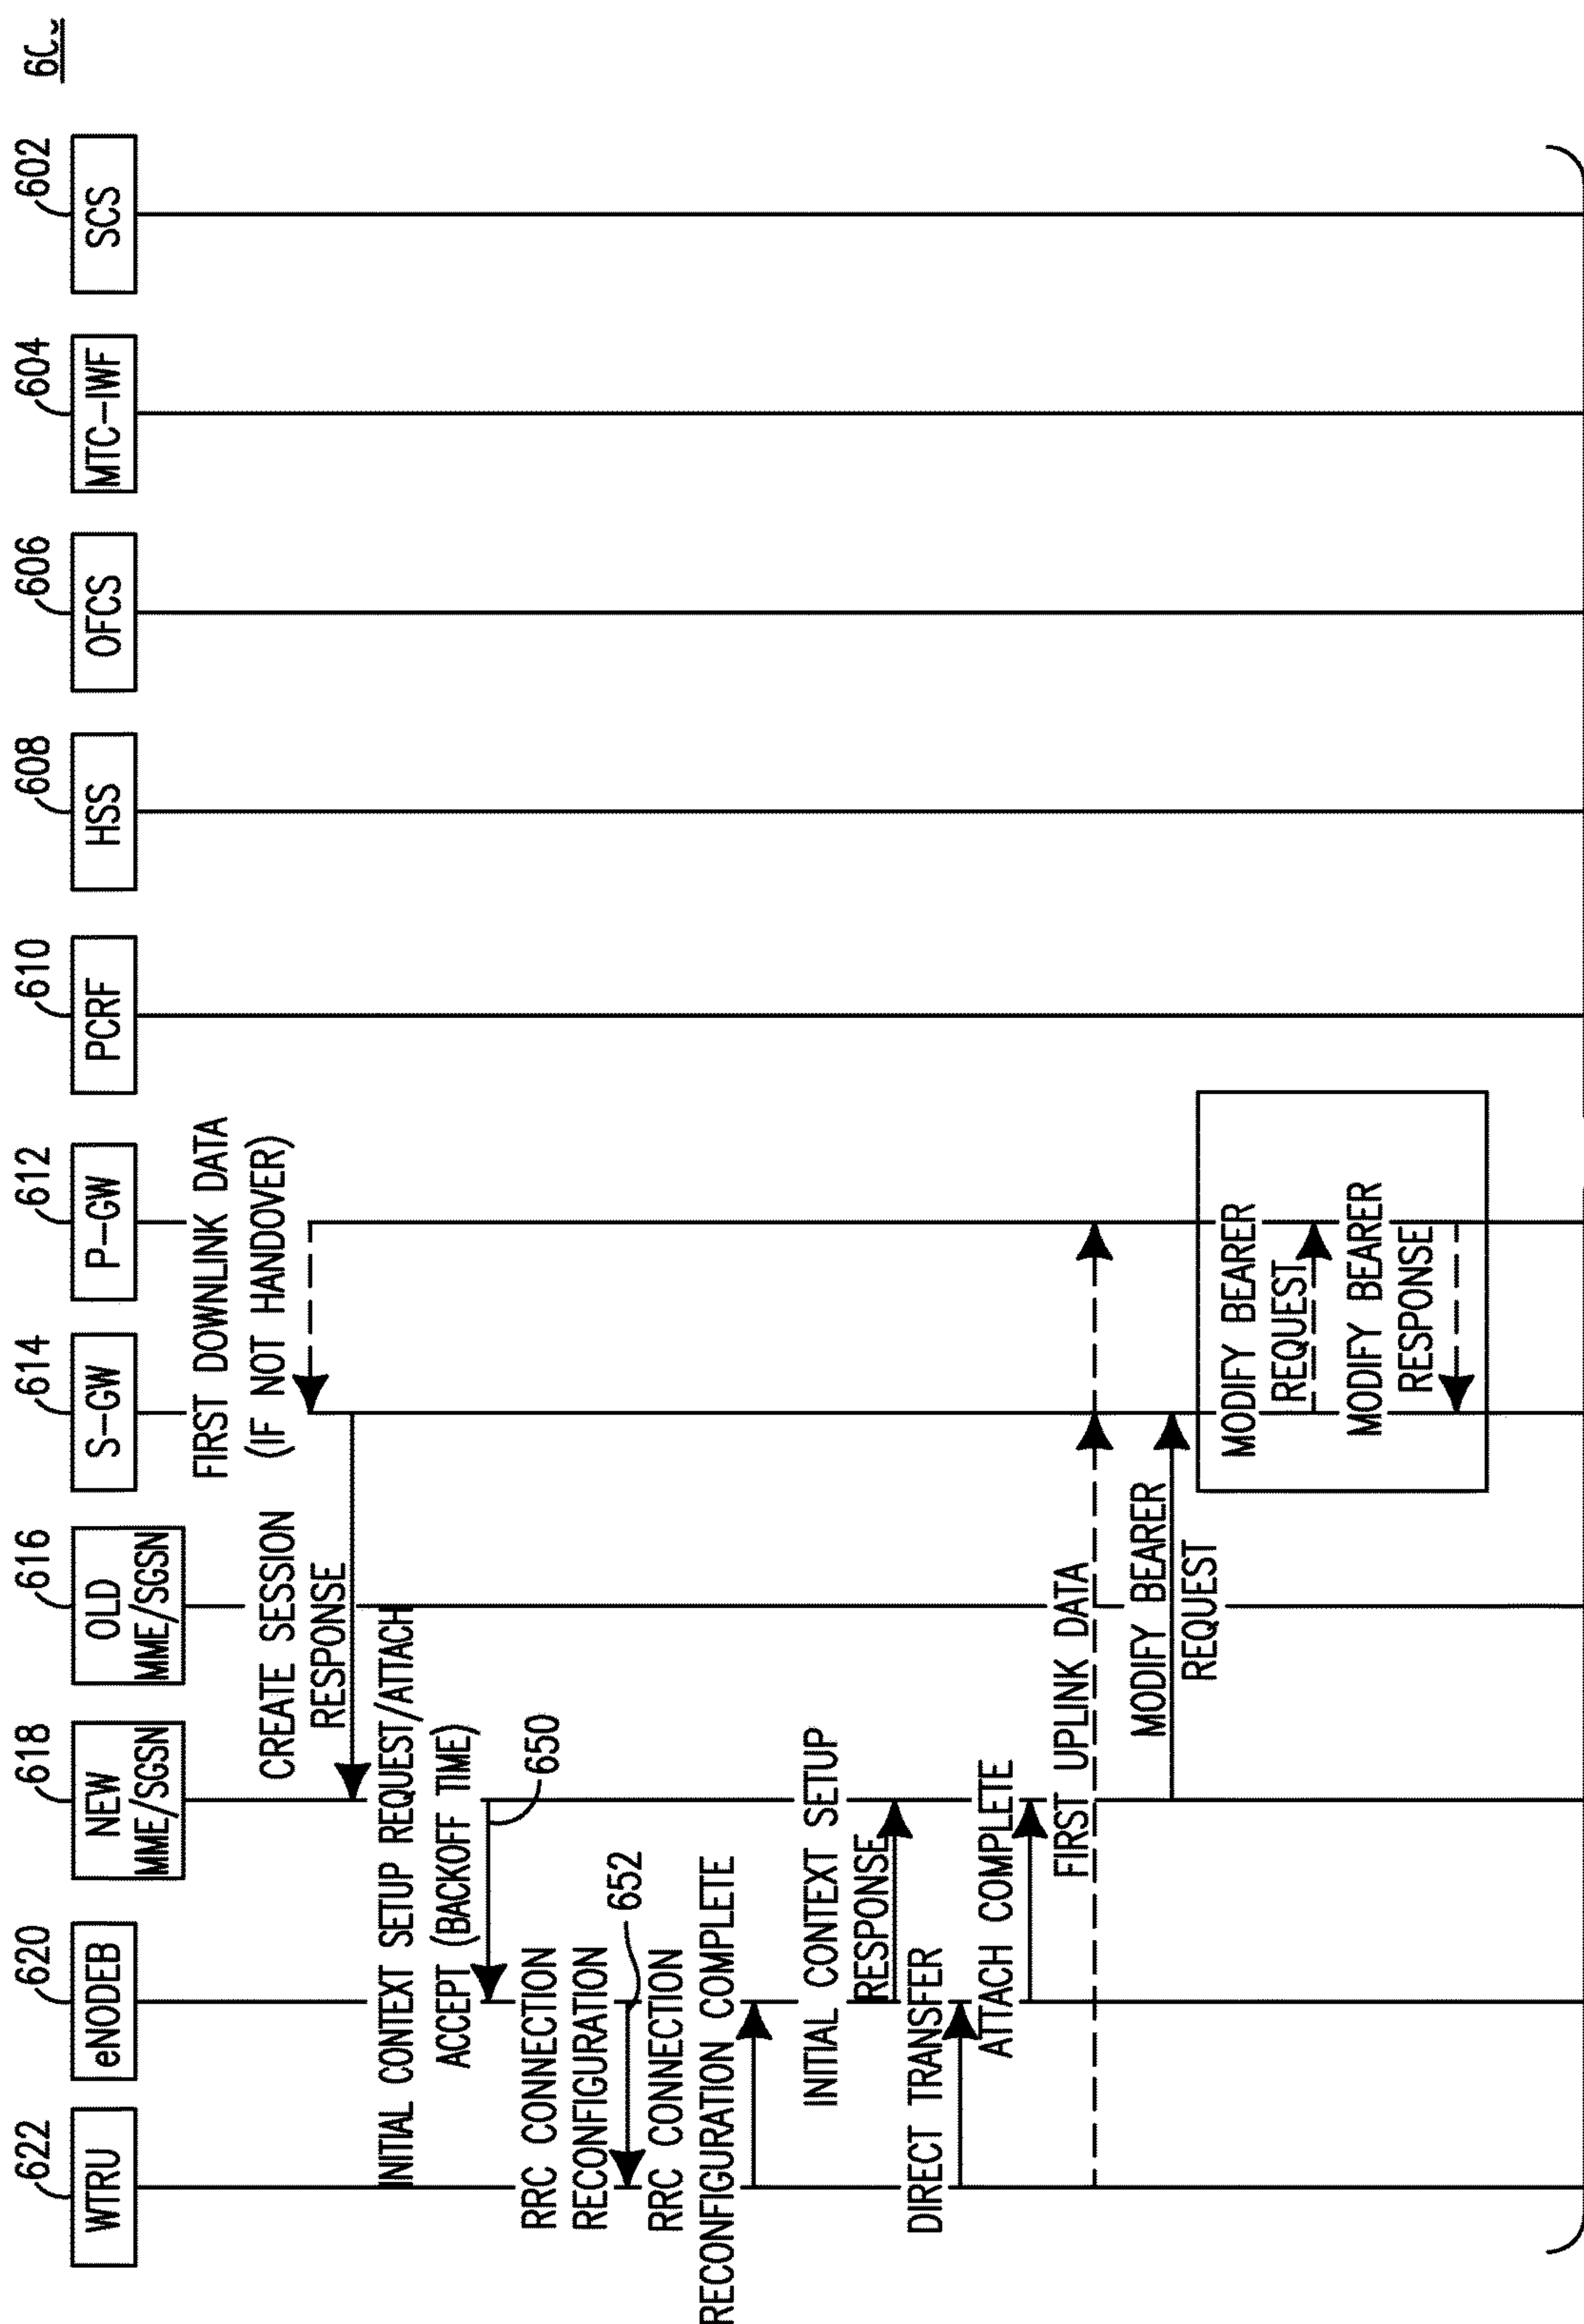 622
620
618
616
614
612
610
608
606
604
602
WTRU
eNODEB
NEW
MME/SGSN
OLD
MME/SGSN
S-GW
P-GW
PCRF
HSS
OFCS
MTC-IWF
SCS
FIRST DOWNLINK DATA
(IF NOT HANDOVER)
CREATE SESSION
RESPONSE
INITIAL CONTEXT SETUP REQUEST/ATTACH
ACCEPT (BACKOFF TIME)
650
RRC CONNECTION
RECONFIGURATION
652
RRC CONNECTION
RECONFIGURATION COMPLETE
INITIAL CONTEXT SETUP
RESPONSE
DIRECT TRANSFER
ATTACH COMPLETE
FIRST UPLINK DATA
MODIFY BEARER
REQUEST
MODIFY BEARER
REQUEST
MODIFY BEARER
RESPONSE